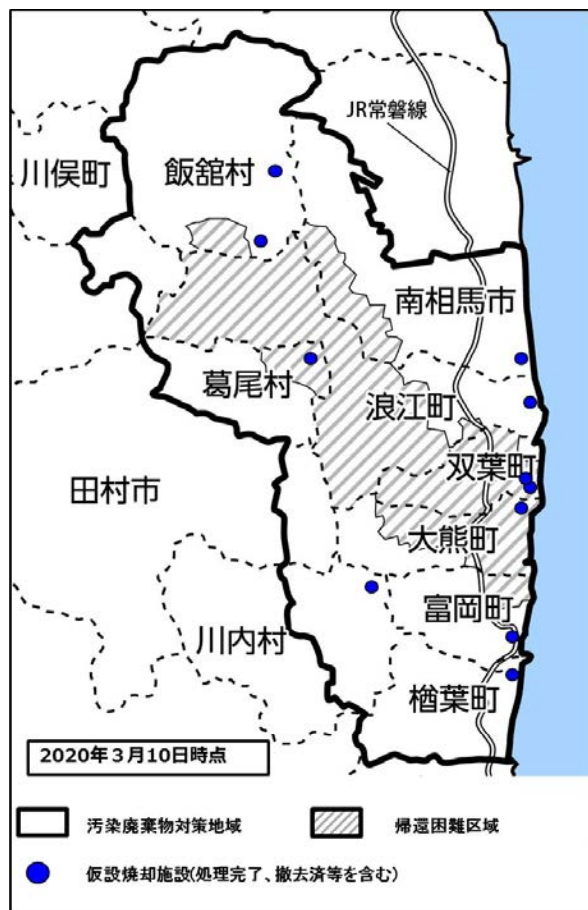 JR常磐線
川俣町
飯舘村
南相馬市
葛尾村
浪江町
双葉町
田村市
大熊町
富岡町
川内村
楢葉町
2020年3月10日時点
汚染廃棄物対策地域
帰還困難区域
仮設焼却施設(処理完了、撤去済等を含む)